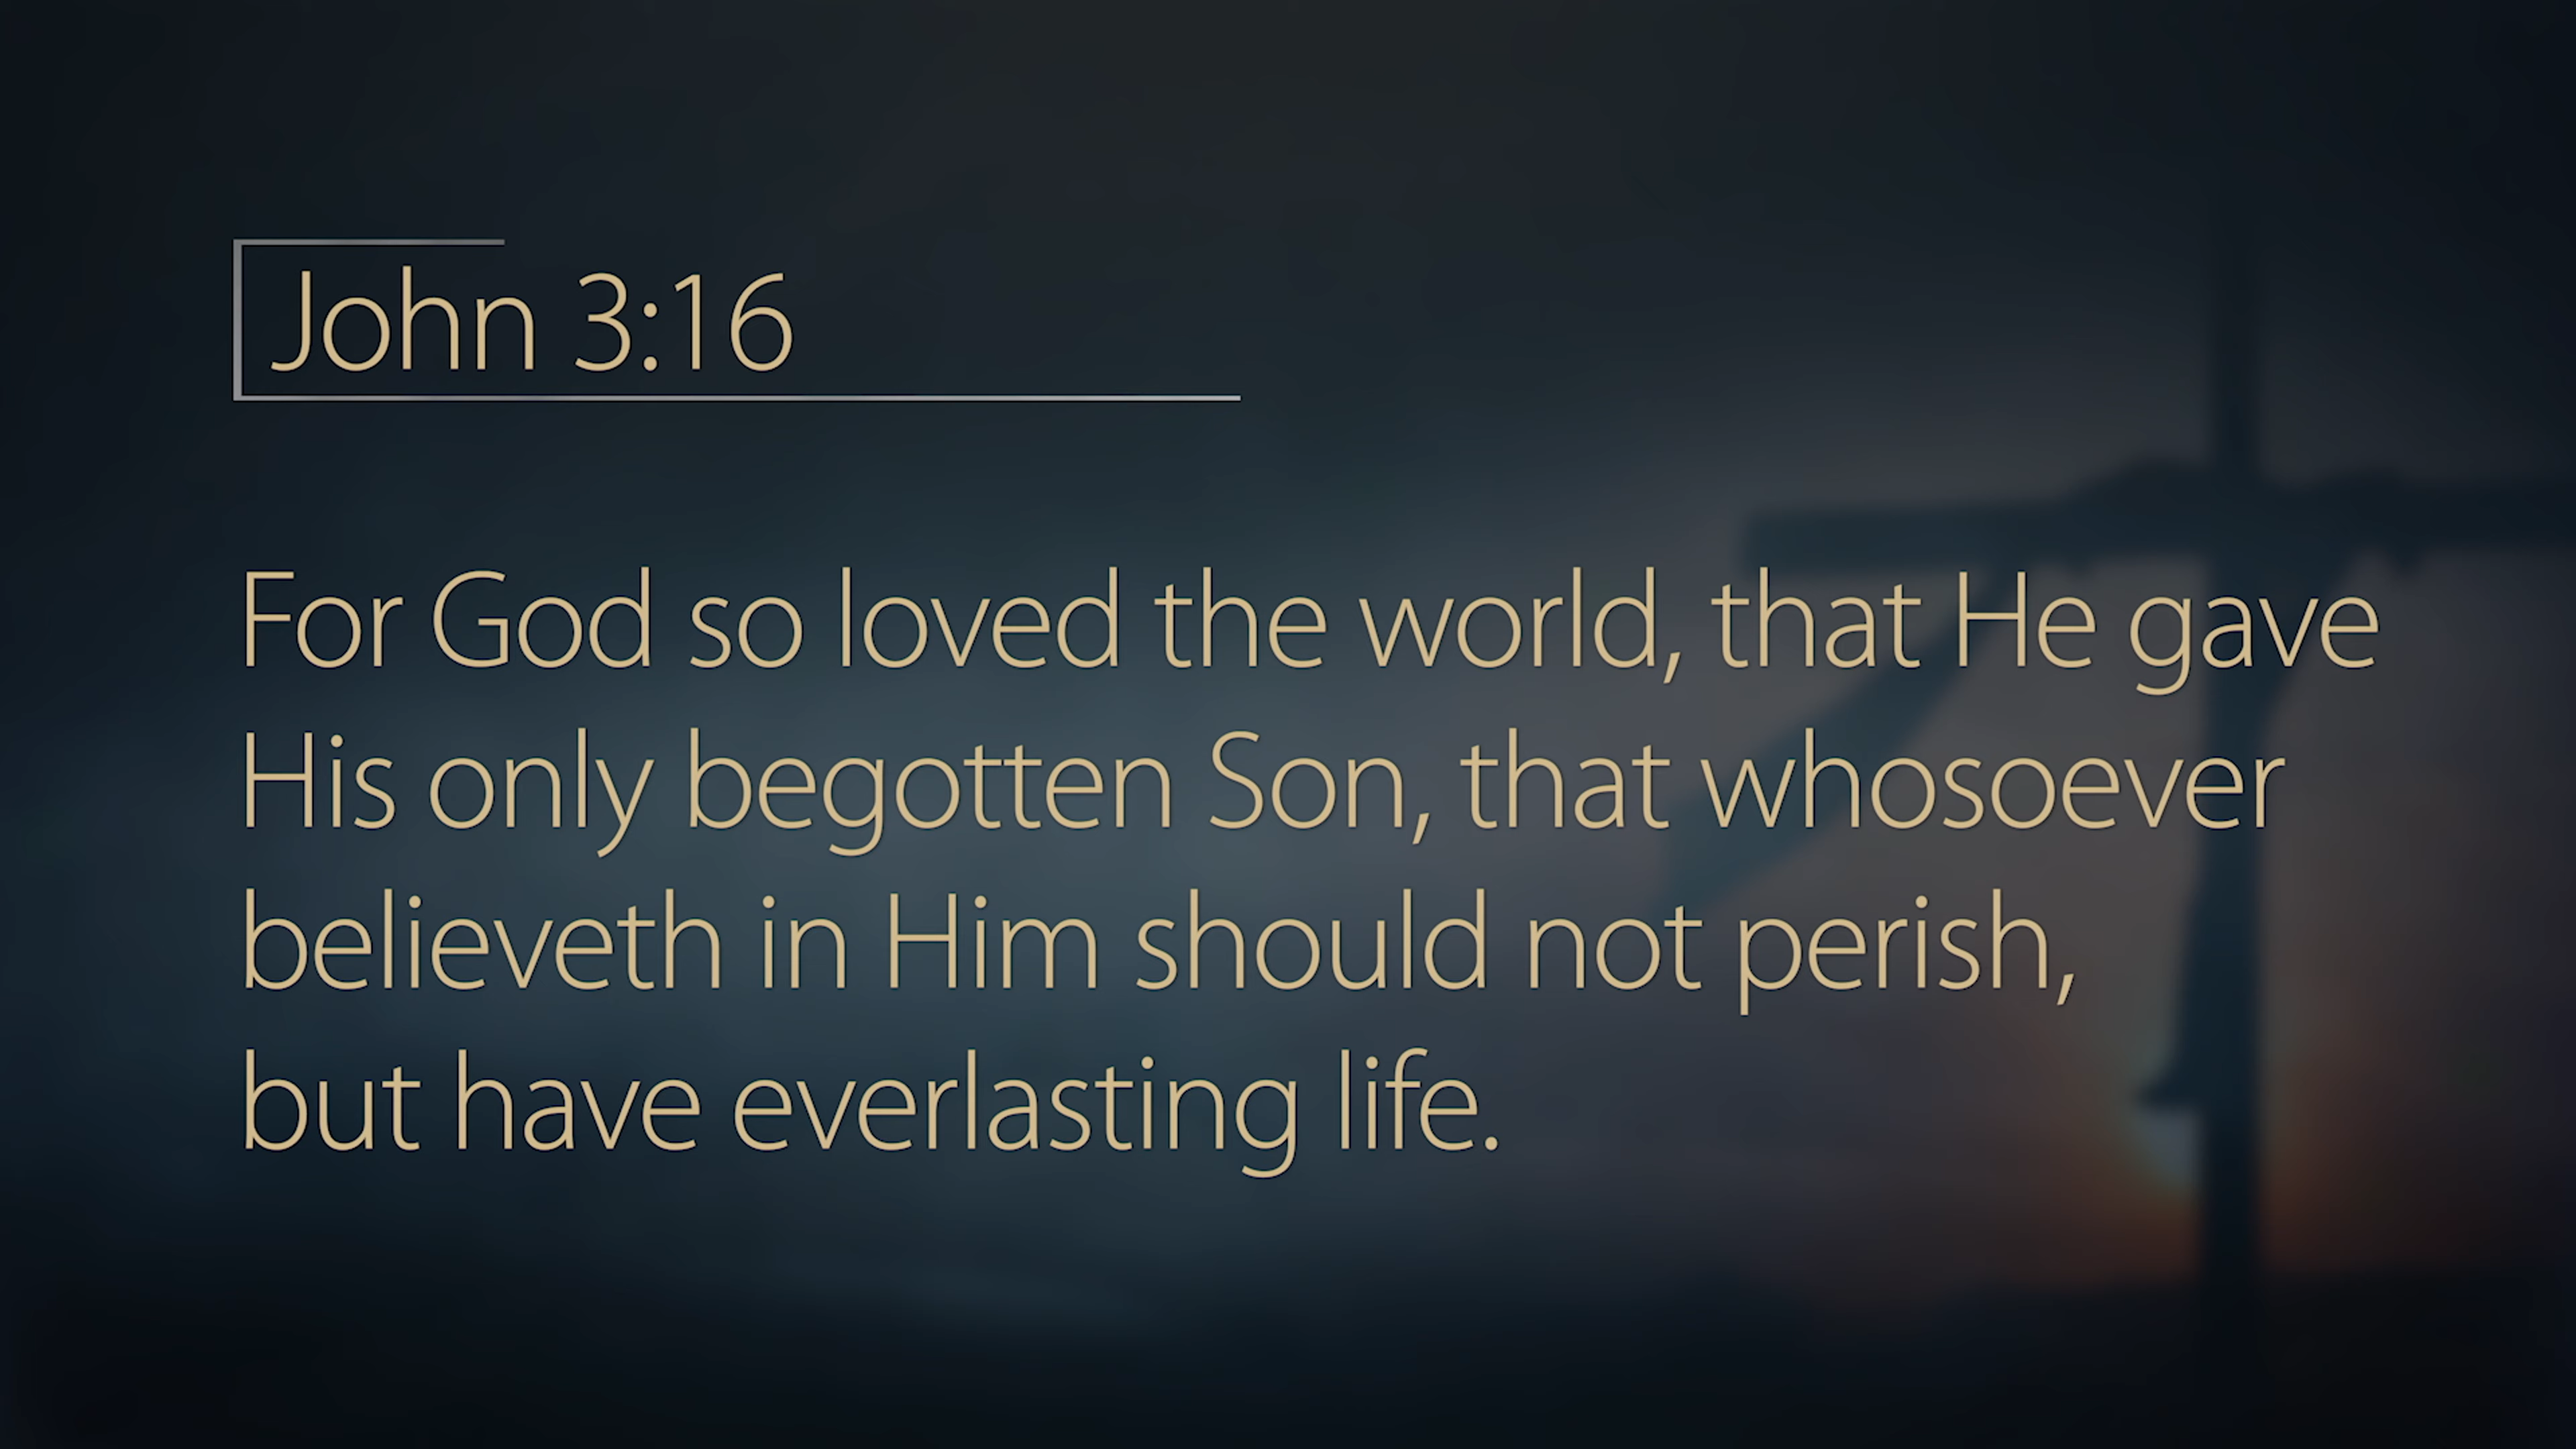 John 3:16
For God so loved the world, that He gave
His only begotten Son, that whosoever
believeth in Him should not perish,
but have everlasting life.